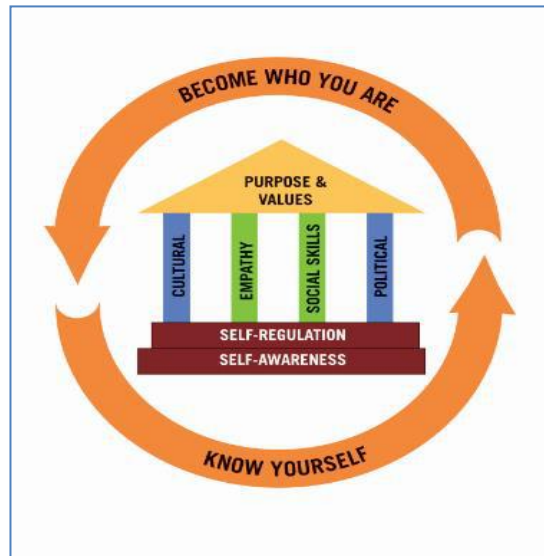 BECOME WHO YOU ARE
PURPOSE &
VALUES
CULTURAL
EMPATHY
SOCIAL SKILLS
POLITICAL
SELF-REGULATION
SELF-AWARENESS
KNOW YOURSELF